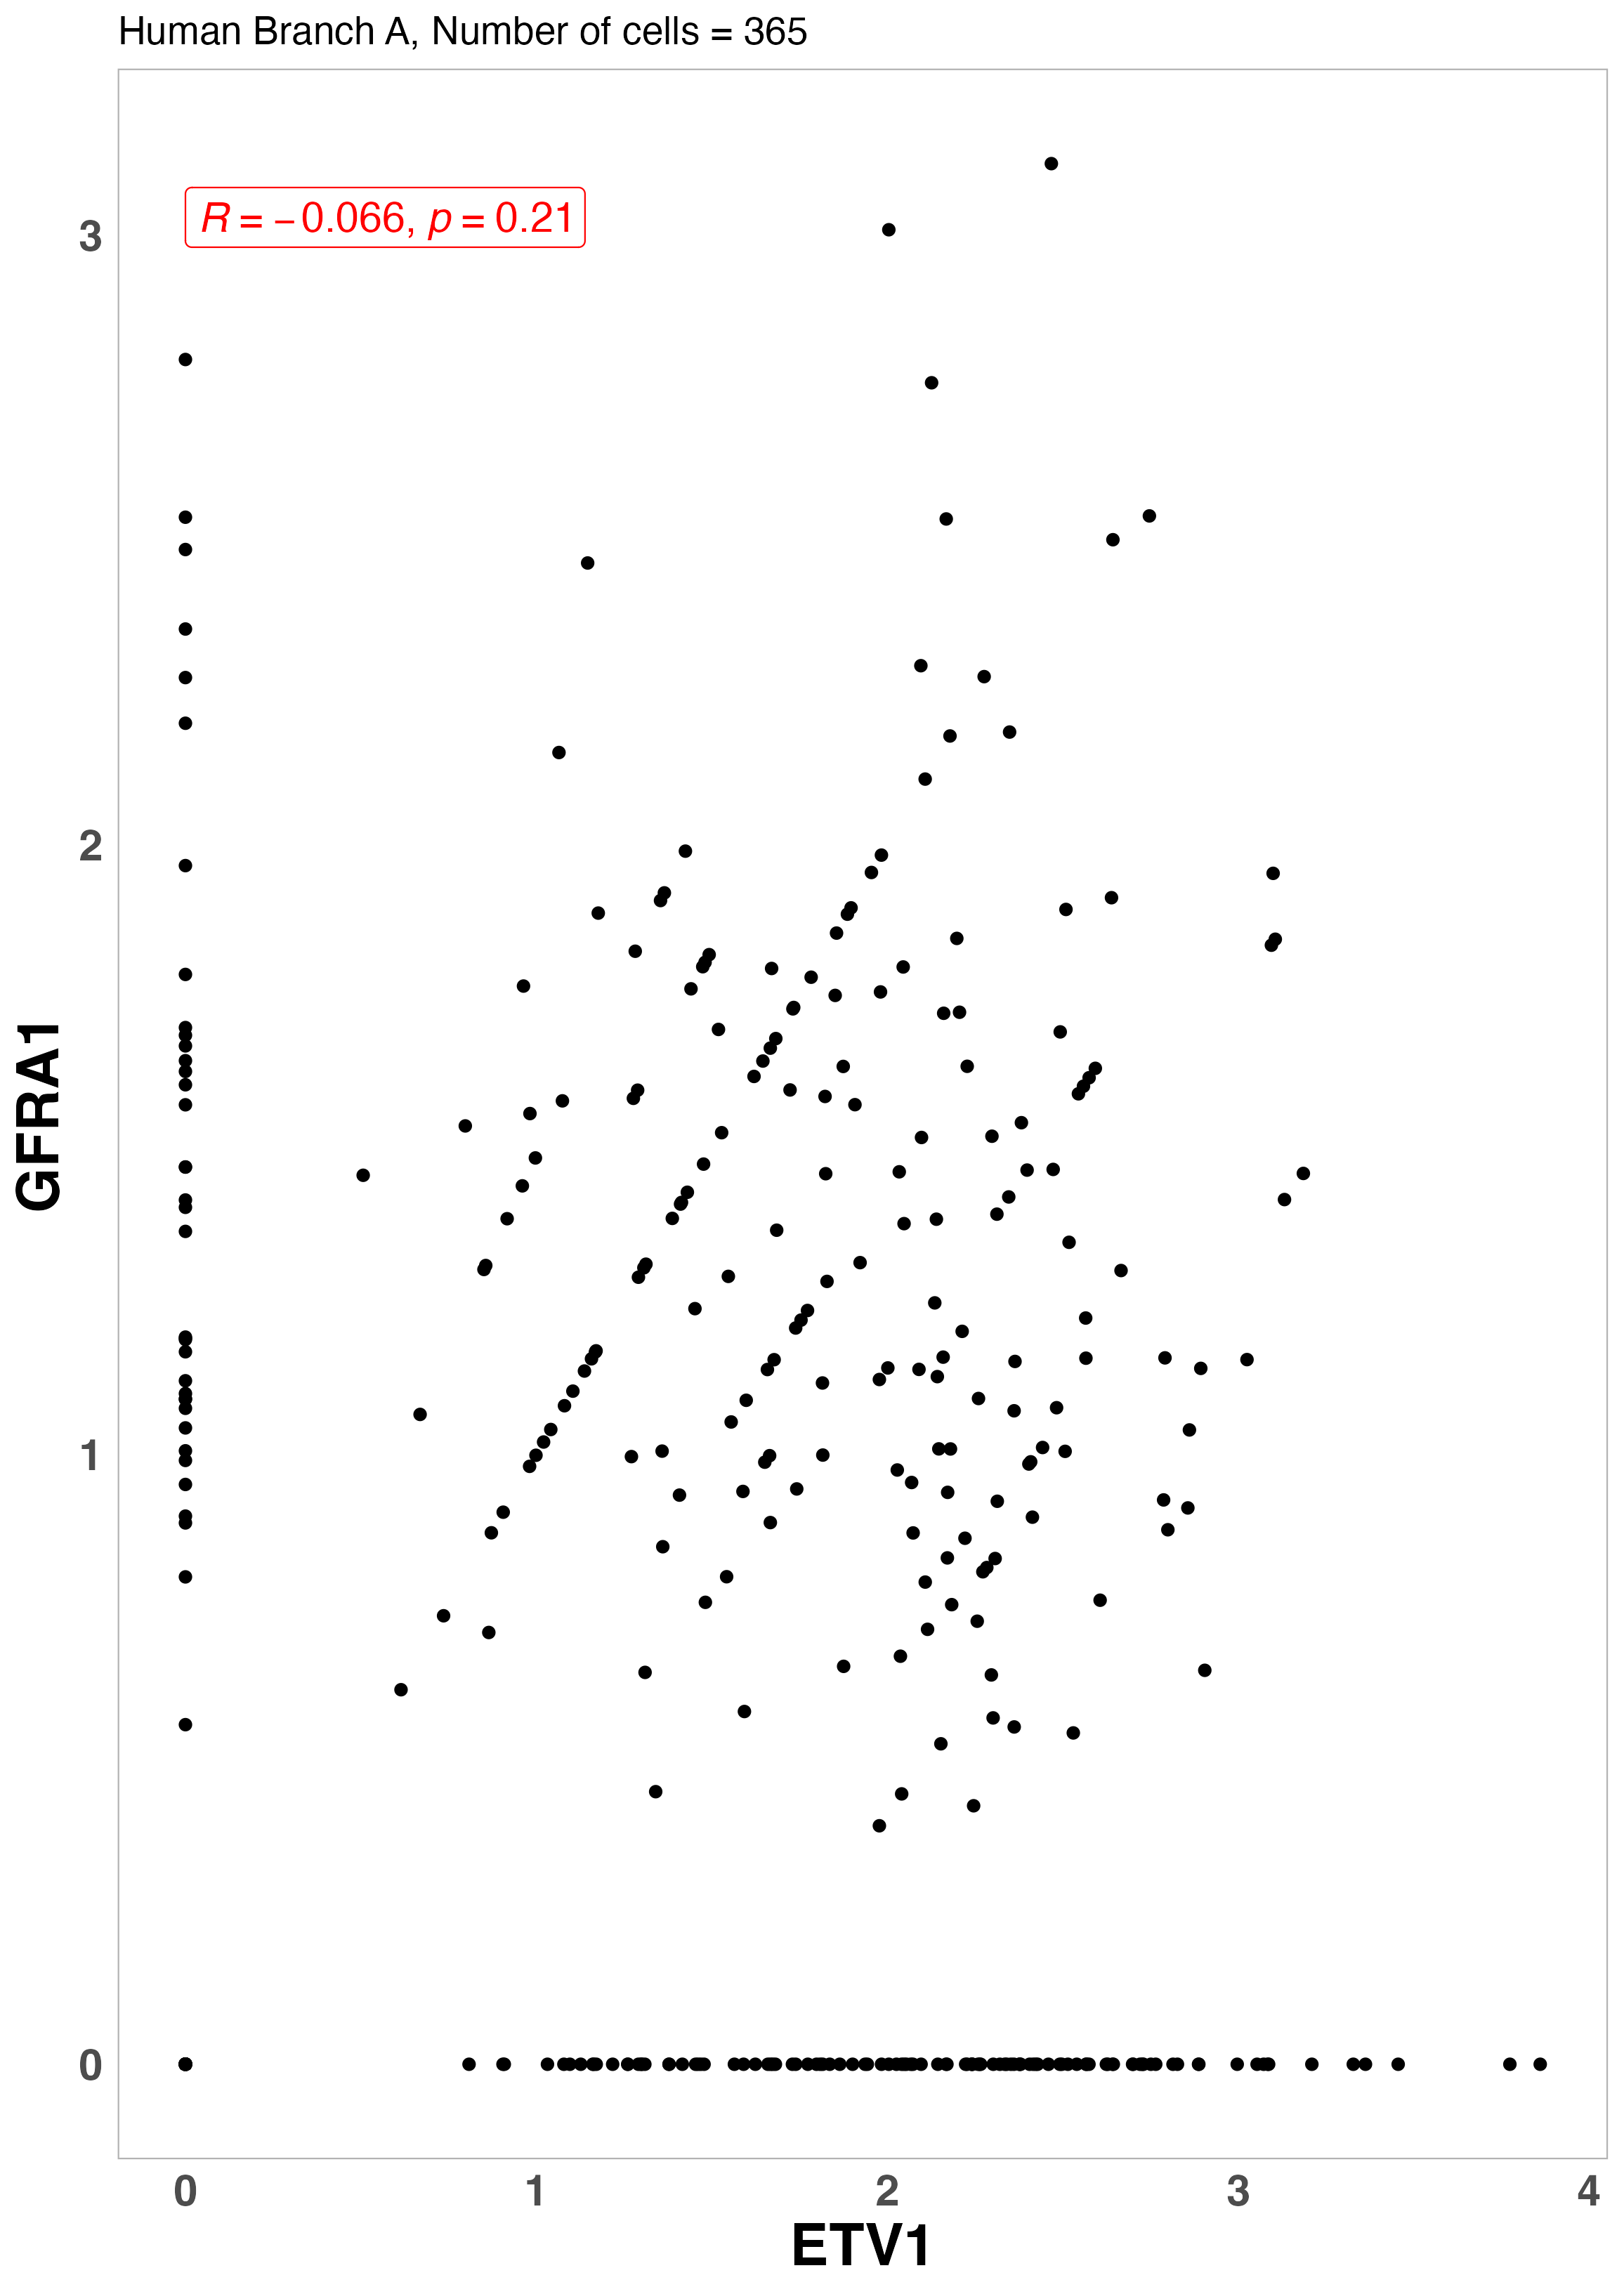 Human Branch A, Number of cells = 365
R = − 0.066, p = 0.21
3
2
1
0
GFRA1
0 1 2 3 4
ETV1